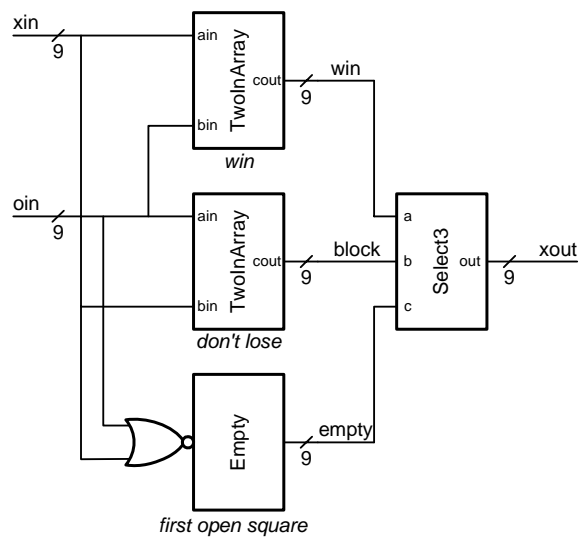 xin
9
ain
bin
TwoInArray
cout
9
win
win
oin
9
ain
bin
TwoInArray
cout
9
block
don't lose
a
b
c
Select3
out
9
xout
Empty
9
empty
first open square